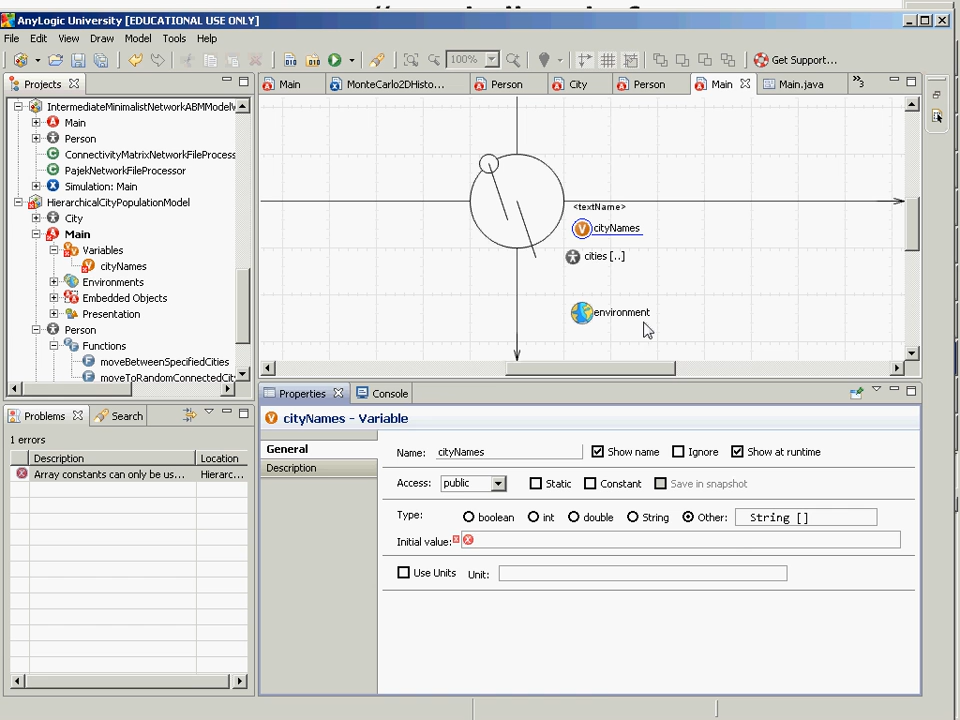 AnyLogic University [EDUCATIONAL USE ONLY]
File Edit View Draw Model Tools Help
100% Get Support...
Projects
Main MonteCarlo2DHisto... Person City Person Main Main.java »3
IntermediateMinimalistNetworkABMModelV
Main
Person
ConnectivityMatrixNetworkFileProcess
PajekNetworkFileProcessor
Simulation: Main
HierarchicalCityPopulationModel
City
Main
Variables
cityNames
Environments
Embedded Objects
Presentation
Person
Functions
moveBetweenSpecifiedCities
moveToRandomConnectedCit
<textName>
cityNames
cities [..]
environment
Problems Search
1 errors
Description Location
Array constants can only be us... Hierarc...
Properties Console
cityNames - Variable
General
Description
Name: cityNames Show name Ignore Show at runtime
Access: public Static Constant Save in snapshot
Type: boolean int double String Other: String []
Initial value:
Use Units Unit: